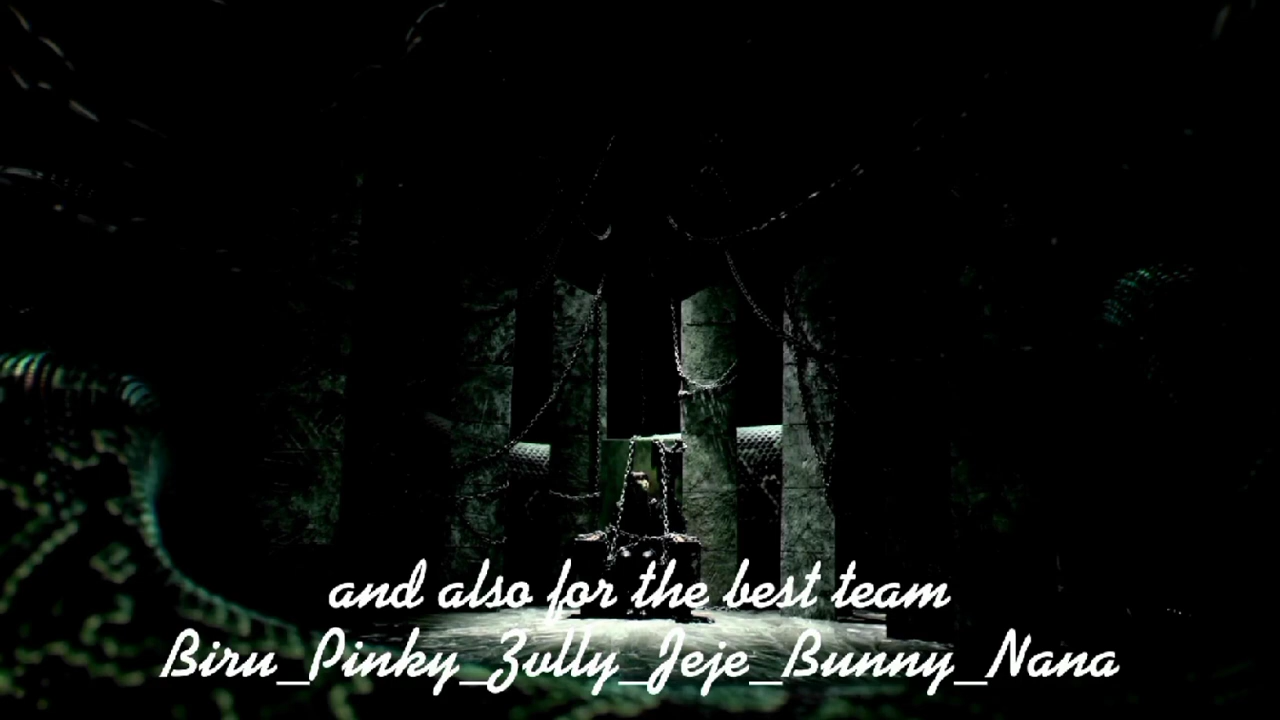 and also for the best team
Biru_Pinky_Zully_Jeje_Bunny_Nana